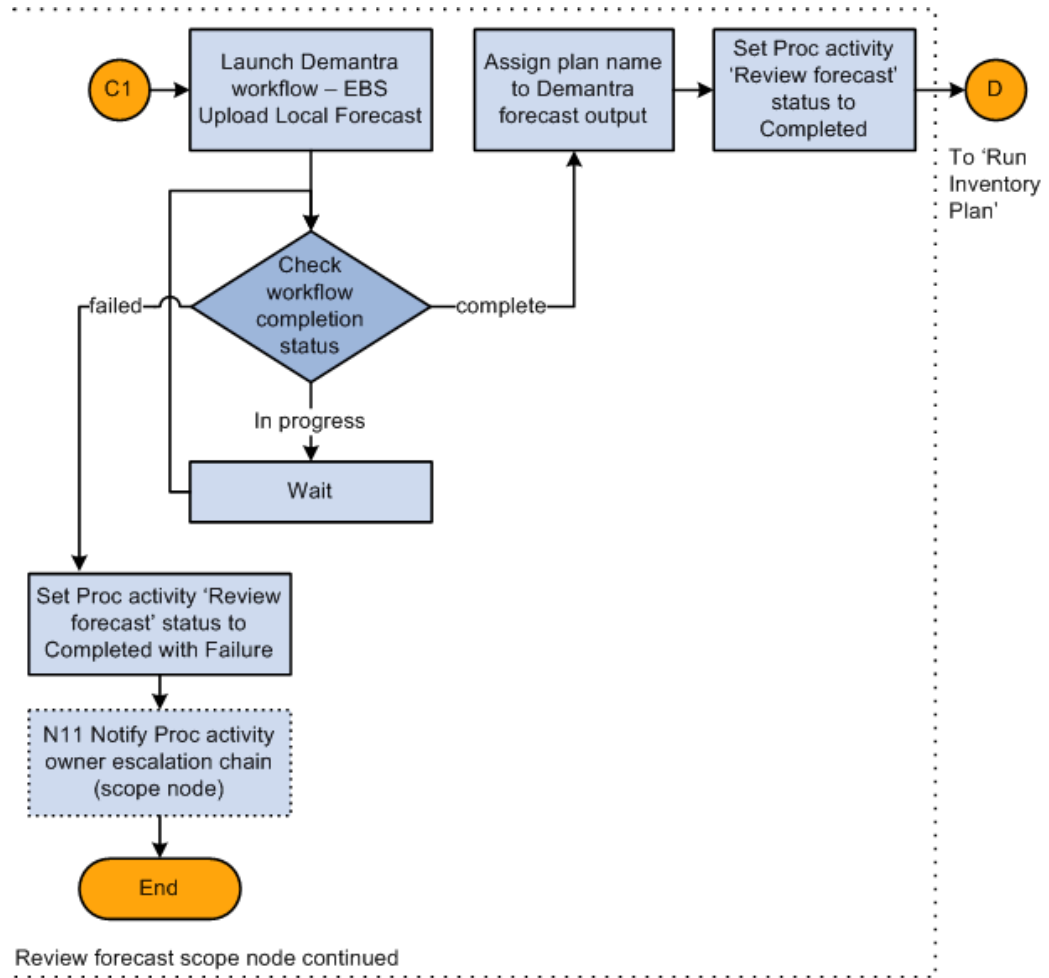 C1
Launch Demantra
workflow – EBS
Upload Local Forecast
Assign plan name
to Demantra
forecast output
Set Proc activity
‘Review forecast’
status to
Completed
D
To ‘Run
Inventory
Plan’
Check
workflow
completion
status
failed
complete
In progress
Wait
Set Proc activity ‘Review
forecast’ status to
Completed with Failure
N11 Notify Proc activity
owner escalation chain
(scope node)
End
Review forecast scope node continued